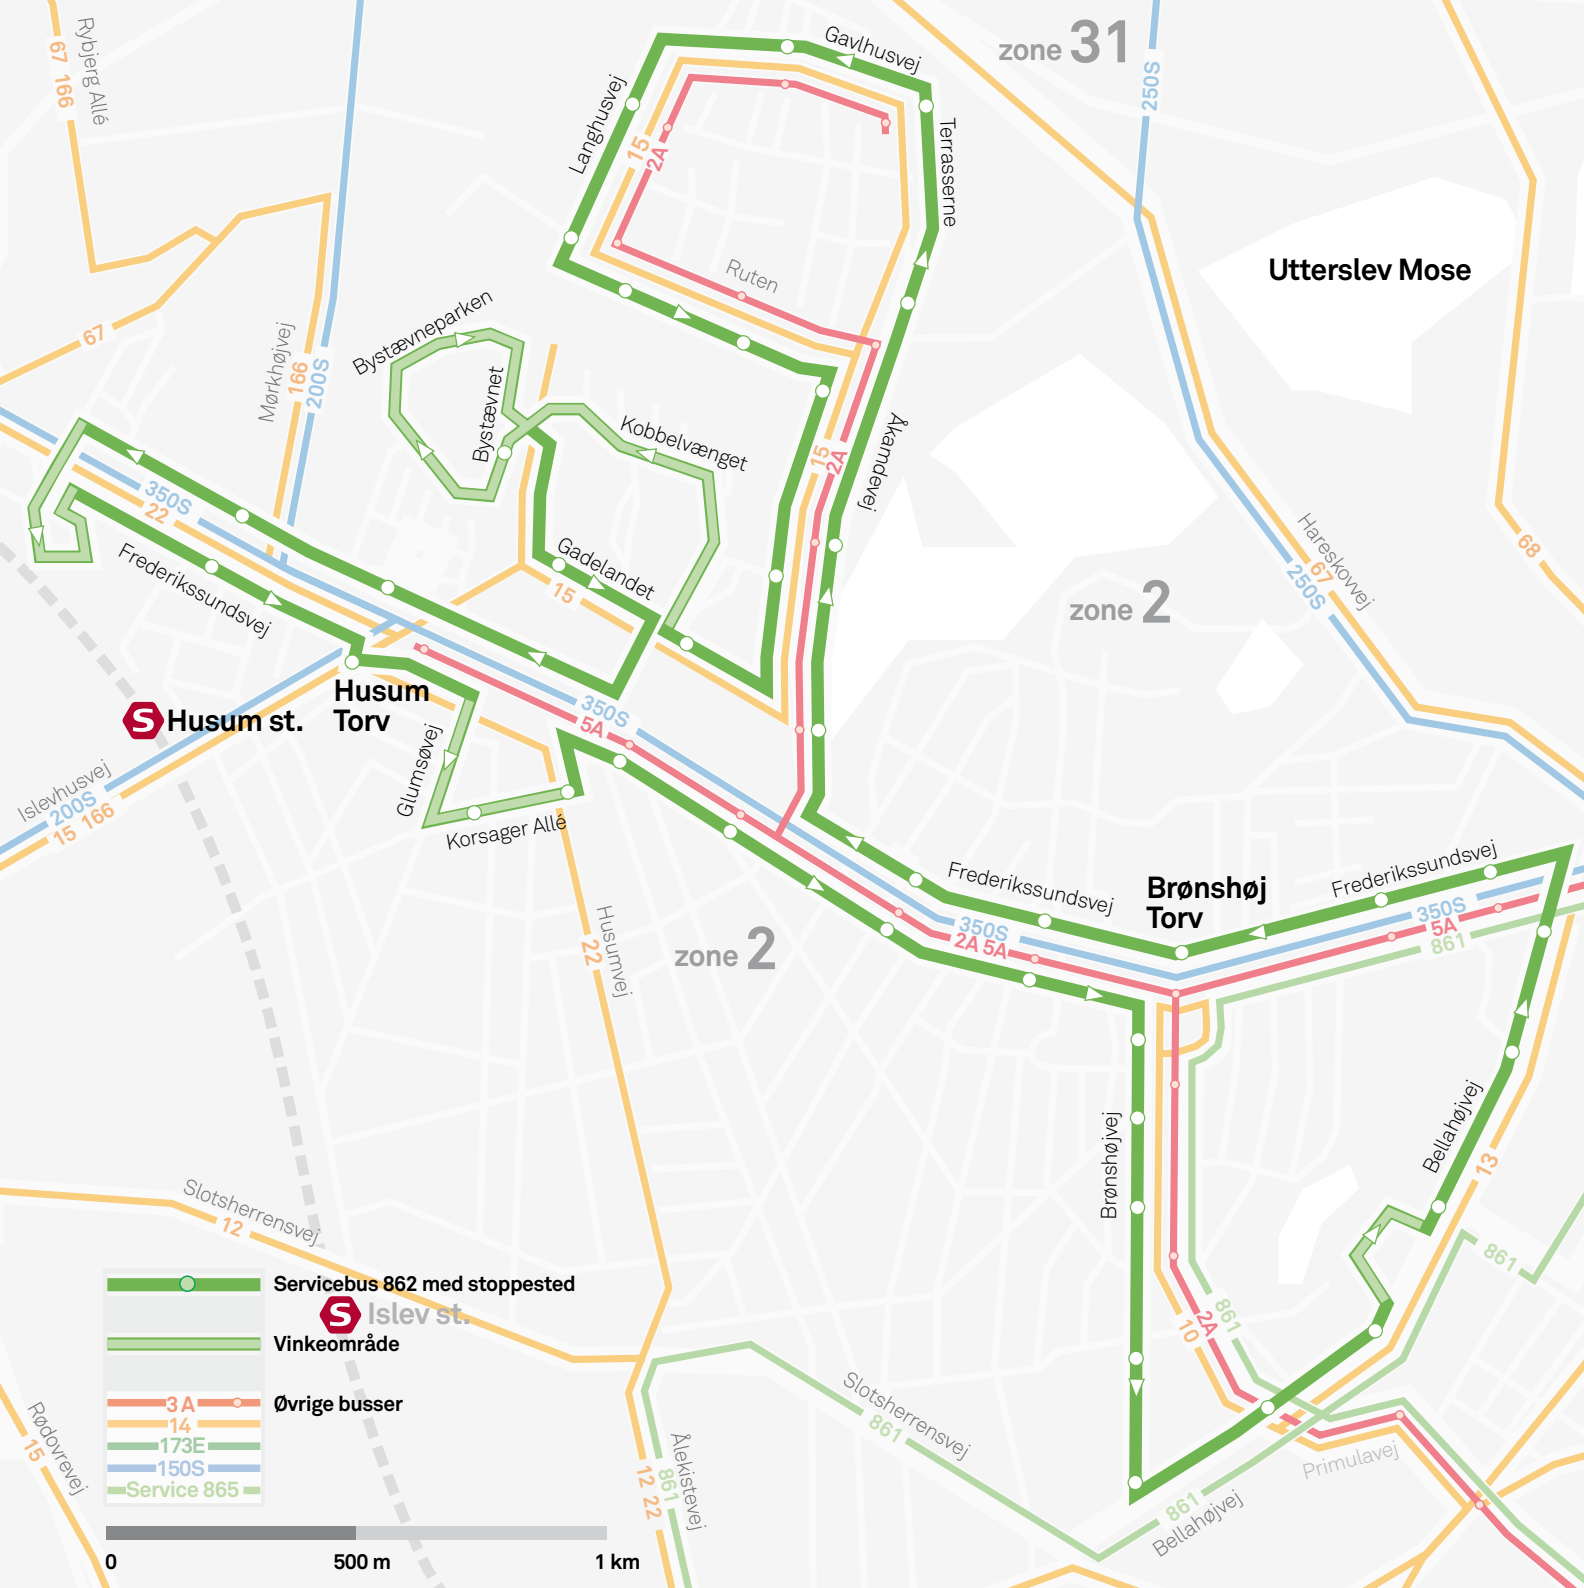 Gavlhusvej
zone 31
67 166
Rybjerg Allé
250S
Langhusvej
15
2A
Terrasserne
Utterslev Mose
Ruten
Bystævneparken
67
Mørkhøjvej
166
200S
Bystævnet
Kobbelvænget
15
2A
Åkamdevej
350S
22
Frederikssundsvej
Gadelandet
15
Hareskovvej
67
250S
68
zone 2
Husum
Torv
S Husum st.
350S
5A
Glumsøvej
Korsager Allé
Islevhusvej
200S
15 166
Frederikssundsvej
Brønshøj
Torv
Frederikssundsvej
350S
5A
861
350S
2A 5A
22
Husumvej
zone 2
Brønshøjvej
Bellahøjvej
13
Slotsherrensvej
12
861
861
2A
10
Servicebus 862 med stoppested
S Islev st.
Vinkeområde
3 A
Øvrige busser
14
173E
150S
Service 865
Rødovrevej
15
Slotsherrensvej
861
Ålekistevej
861
12 22
Primulavej
861
Bellahøjvej
0
500 m
1 km